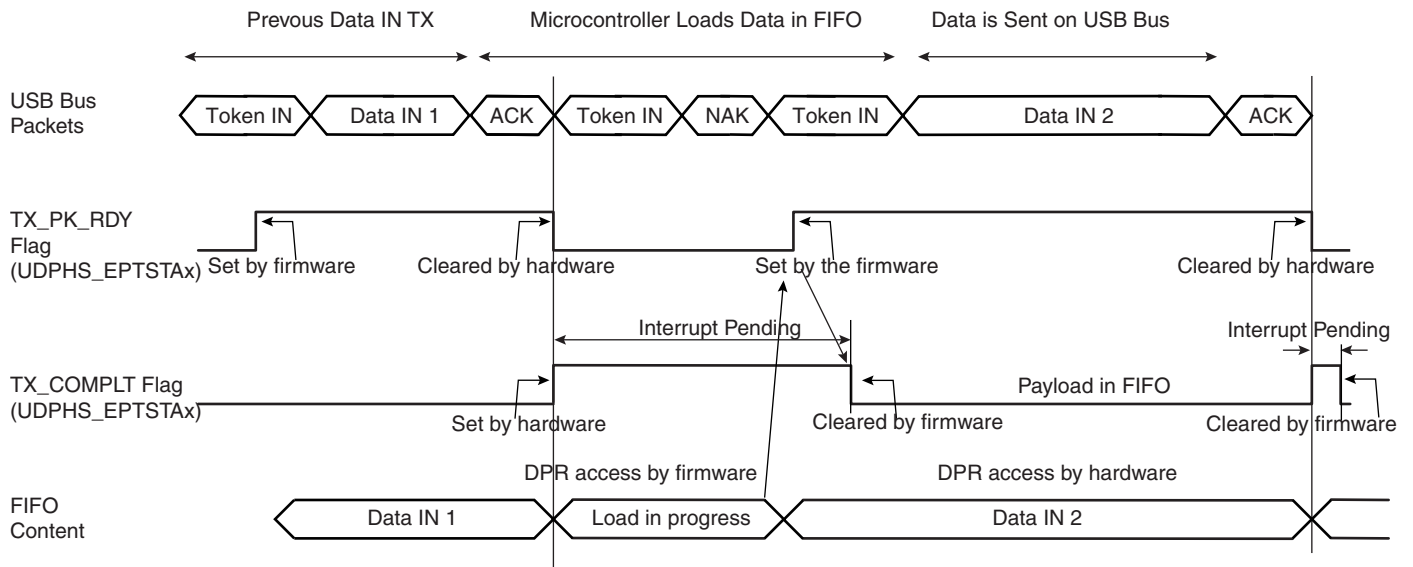 Prevous Data IN TX
Microcontroller Loads Data in FIFO
Data is Sent on USB Bus
USB Bus
Packets
Token IN
Data IN 1
ACK
Token IN
NAK
Token IN
Data IN 2
ACK
TX_PK_RDY
Flag
(UDPHS_EPTSTAx)
Set by firmware
Cleared by hardware
Set by the firmware
Cleared by hardware
Interrupt Pending
Interrupt Pending
TX_COMPLT Flag
(UDPHS_EPTSTAx)
Payload in FIFO
Set by hardware
Cleared by firmware
Cleared by firmware
DPR access by firmware
DPR access by hardware
FIFO
Content
Data IN 1
Load in progress
Data IN 2